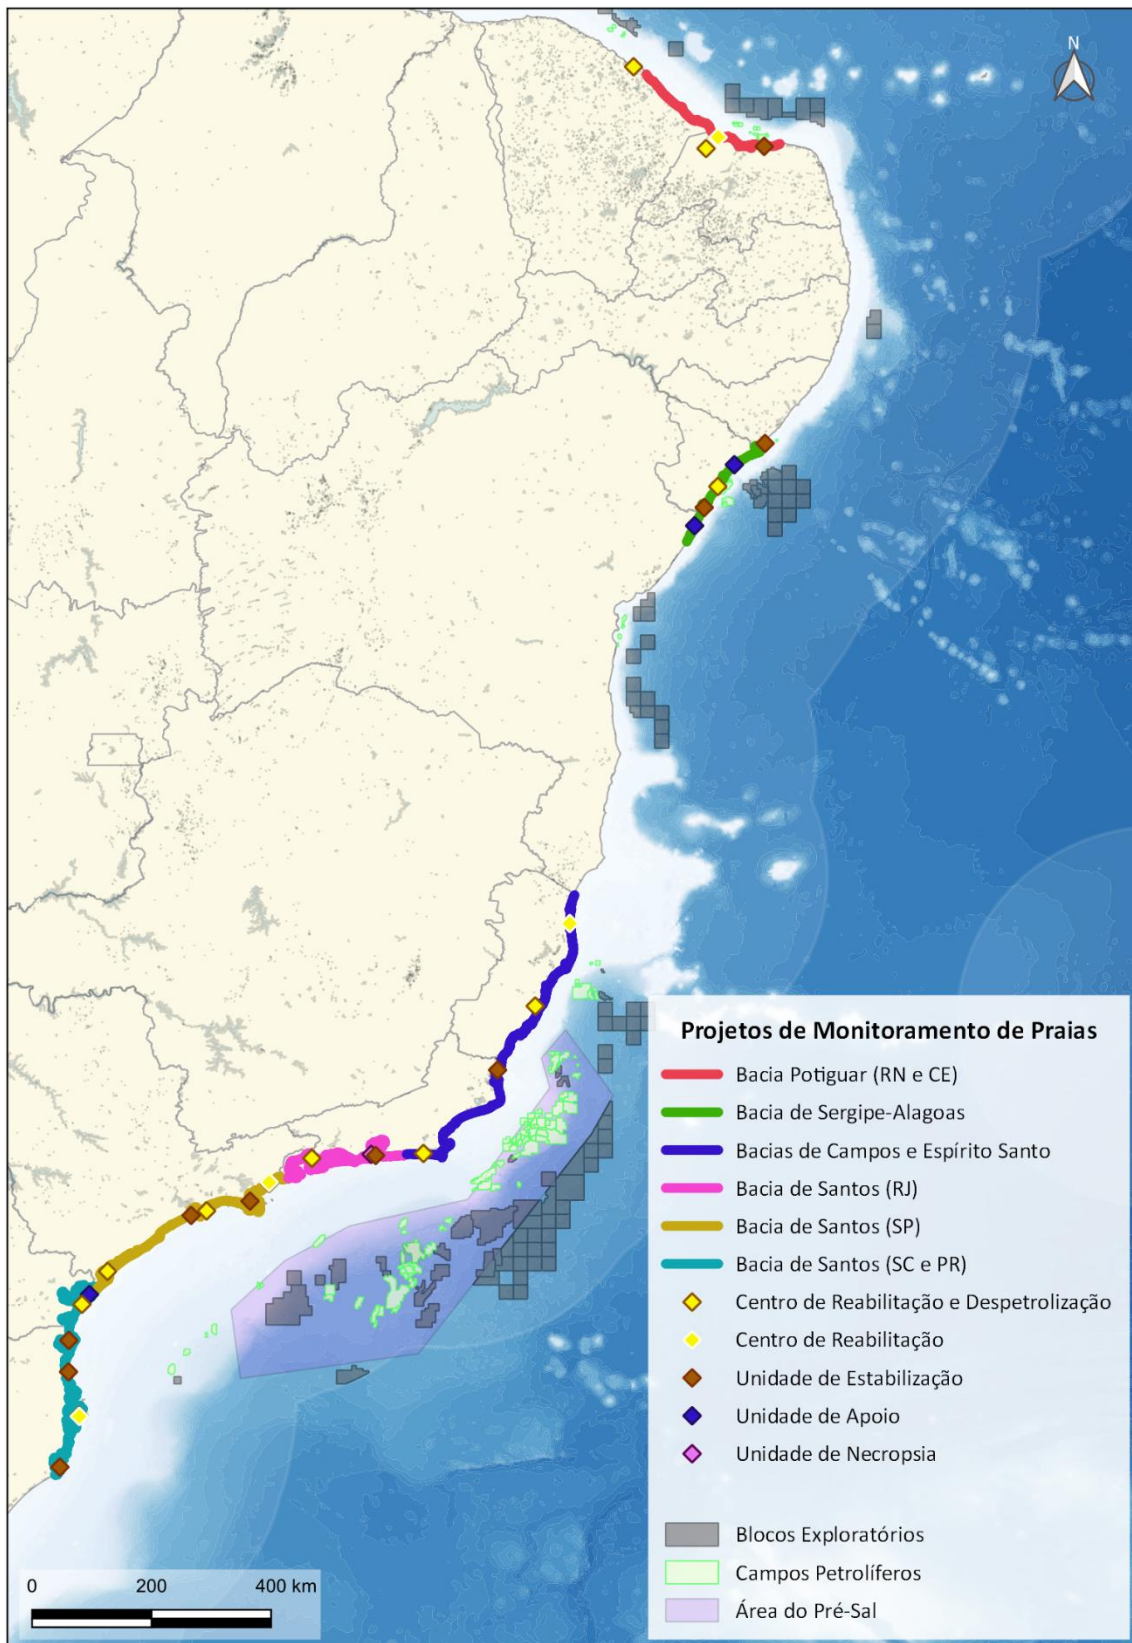 N
Projetos de Monitoramento de Praias
Bacia Potiguar (RN e CE)
Bacia de Sergipe-Alagoas
Bacias de Campos e Espírito Santo
Bacia de Santos (RJ)
Bacia de Santos (SP)
Bacia de Santos (SC e PR)
Centro de Reabilitação e Despetrolização
Centro de Reabilitação
Unidade de Estabilização
Unidade de Apoio
Unidade de Necropsia
Blocos Exploratórios
Campos Petrolíferos
Área do Pré-Sal
0 200 400 km